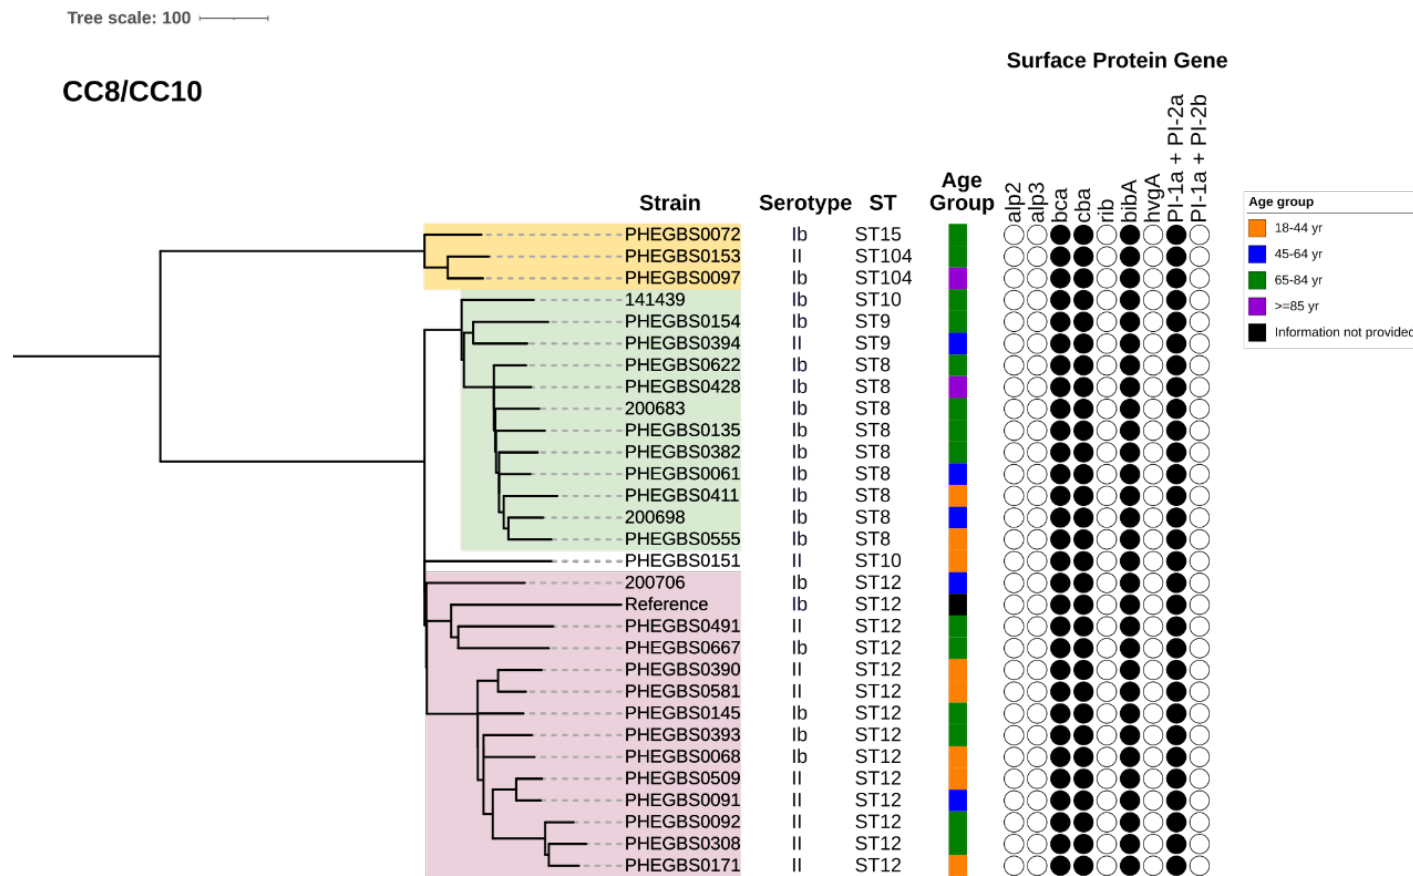 Tree scale: 100
CC8/CC10
Surface Protein Gene
Strain Serotype ST Age Group alp2 alp3 bca cba rib bibA hvgA PI-1a + PI-2a PI-1a + PI-2b
PHEGBS0072 Ib ST15
PHEGBS0153 II ST104
PHEGBS0097 Ib ST104
141439 Ib ST10
PHEGBS0154 Ib ST9
PHEGBS0394 II ST9
PHEGBS0622 Ib ST8
PHEGBS0428 Ib ST8
200683 Ib ST8
PHEGBS0135 Ib ST8
PHEGBS0382 Ib ST8
PHEGBS0061 Ib ST8
PHEGBS0411 Ib ST8
200698 Ib ST8
PHEGBS0555 Ib ST8
PHEGBS0151 II ST10
200706 Ib ST12
Reference Ib ST12
PHEGBS0491 II ST12
PHEGBS0667 Ib ST12
PHEGBS0390 II ST12
PHEGBS0581 II ST12
PHEGBS0145 Ib ST12
PHEGBS0393 Ib ST12
PHEGBS0068 Ib ST12
PHEGBS0509 II ST12
PHEGBS0091 II ST12
PHEGBS0092 II ST12
PHEGBS0308 II ST12
PHEGBS0171 II ST12
Age group
18-44 yr
45-64 yr
65-84 yr
>=85 yr
Information not provided